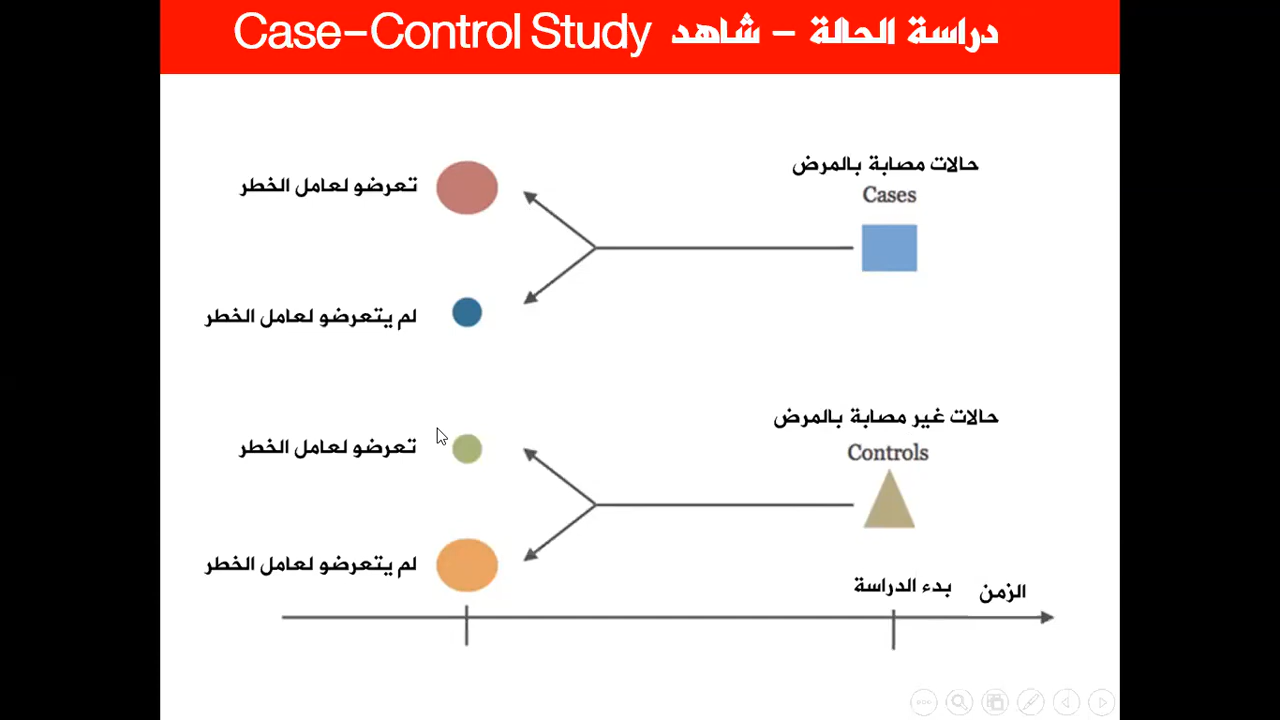 دراسة الحالة – شاهد Case-Control Study
حالات مصابة بالمرض
Cases
تعرضو لعامل الخطر
لم يتعرضو لعامل الخطر
حالات غير مصابة بالمرض
Controls
تعرضو لعامل الخطر
لم يتعرضو لعامل الخطر
بدء الدراسة
الزمن